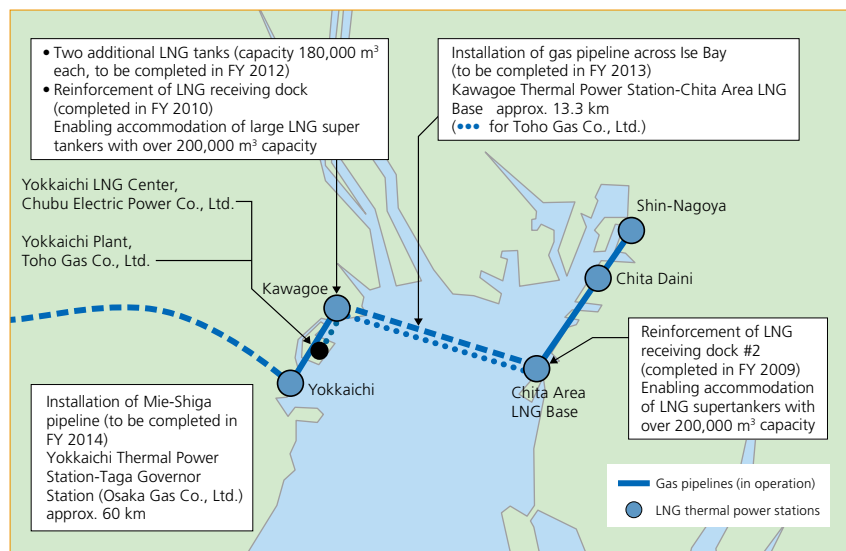 • Two additional LNG tanks (capacity 180,000 m³
each, to be completed in FY 2012)
• Reinforcement of LNG receiving dock
(completed in FY 2010)
Enabling accommodation of large LNG super
tankers with over 200,000 m³ capacity
Installation of gas pipeline across Ise Bay
(to be completed in FY 2013)
Kawagoe Thermal Power Station-Chita Area LNG
Base approx. 13.3 km
(••• for Toho Gas Co., Ltd.)
Yokkaichi LNG Center,
Chubu Electric Power Co., Ltd.
Yokkaichi Plant,
Toho Gas Co., Ltd.
Shin-Nagoya
Chita Daini
Kawagoe
Yokkaichi
Chita Area
LNG Base
Reinforcement of LNG
receiving dock #2
(completed in FY 2009)
Enabling accommodation
of LNG supertankers with
over 200,000 m³ capacity
Installation of Mie-Shiga
pipeline (to be completed in
FY 2014)
Yokkaichi Thermal Power
Station-Taga Governor
Station (Osaka Gas Co., Ltd.)
approx. 60 km
Gas pipelines (in operation)
LNG thermal power stations